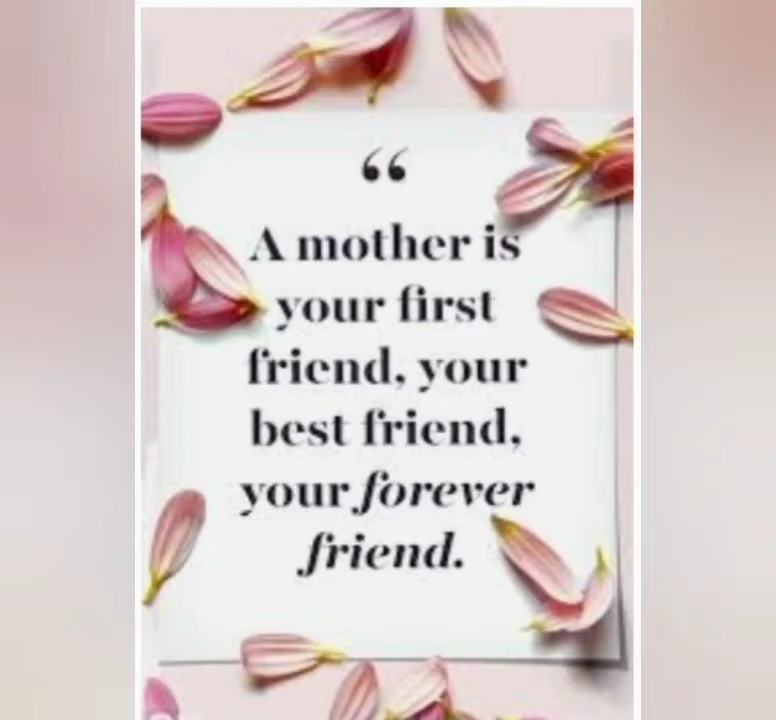 “
A mother is
your first
friend, your
best friend,
your forever
friend.